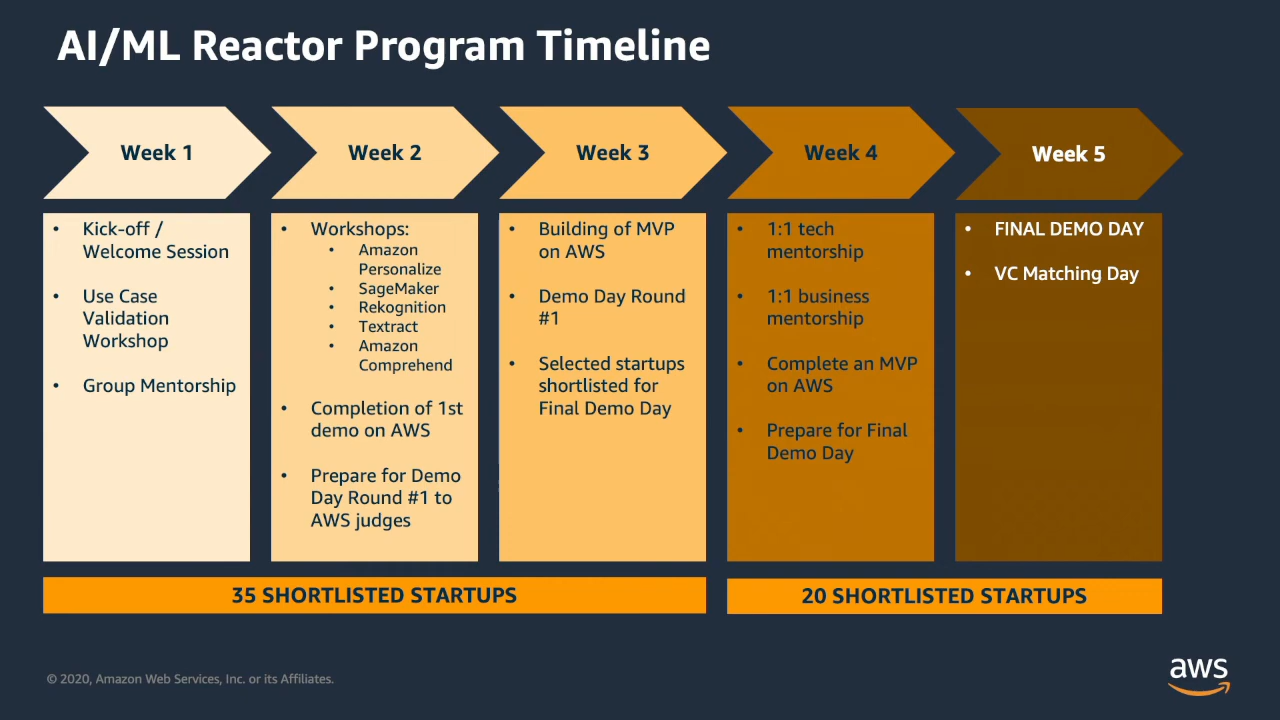 AI/ML Reactor Program Timeline
Week 1
Week 2
Week 3
Week 4
Week 5
• Kick-off /
Welcome Session
• Use Case
Validation
Workshop
• Group Mentorship
• Workshops:
• Amazon
Personalize
• SageMaker
• Rekognition
• Textract
• Amazon
Comprehend
• Completion of 1st
demo on AWS
• Prepare for Demo
Day Round #1 to
AWS judges
• Building of MVP
on AWS
• Demo Day Round
#1
• Selected startups
shortlisted for
Final Demo Day
• 1:1 tech
mentorship
• 1:1 business
mentorship
• Complete an MVP
on AWS
• Prepare for Final
Demo Day
• FINAL DEMO DAY
• VC Matching Day
35 SHORTLISTED STARTUPS
20 SHORTLISTED STARTUPS
© 2020, Amazon Web Services, Inc. or its Affiliates.
aws